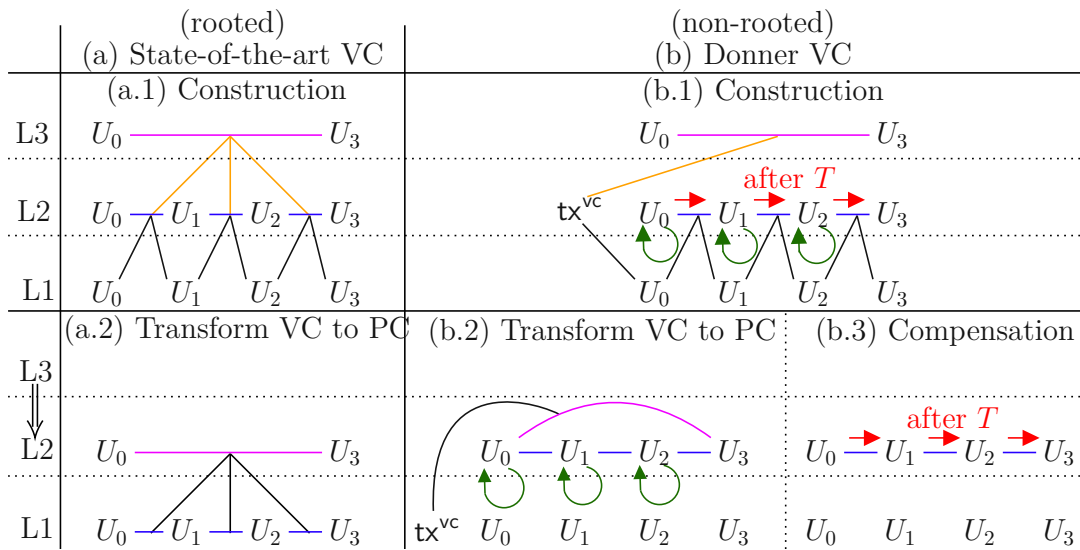 (rooted) (non-rooted)
(a) State-of-the-art VC (b) Donner VC
(a.1) Construction (b.1) Construction
L3 U₀ U₃ U₀ U₃
after T
L2 U₀ U₁ U₂ U₃ tx^vc U₀ U₁ U₂ U₃
L1 U₀ U₁ U₂ U₃ U₀ U₁ U₂ U₃
(a.2) Transform VC to PC (b.2) Transform VC to PC (b.3) Compensation
L3
after T
L2 U₀ U₃ U₀ U₁ U₂ U₃ U₀ U₁ U₂ U₃
L1 U₀ U₁ U₂ U₃ tx^vc U₀ U₁ U₂ U₃ U₀ U₁ U₂ U₃